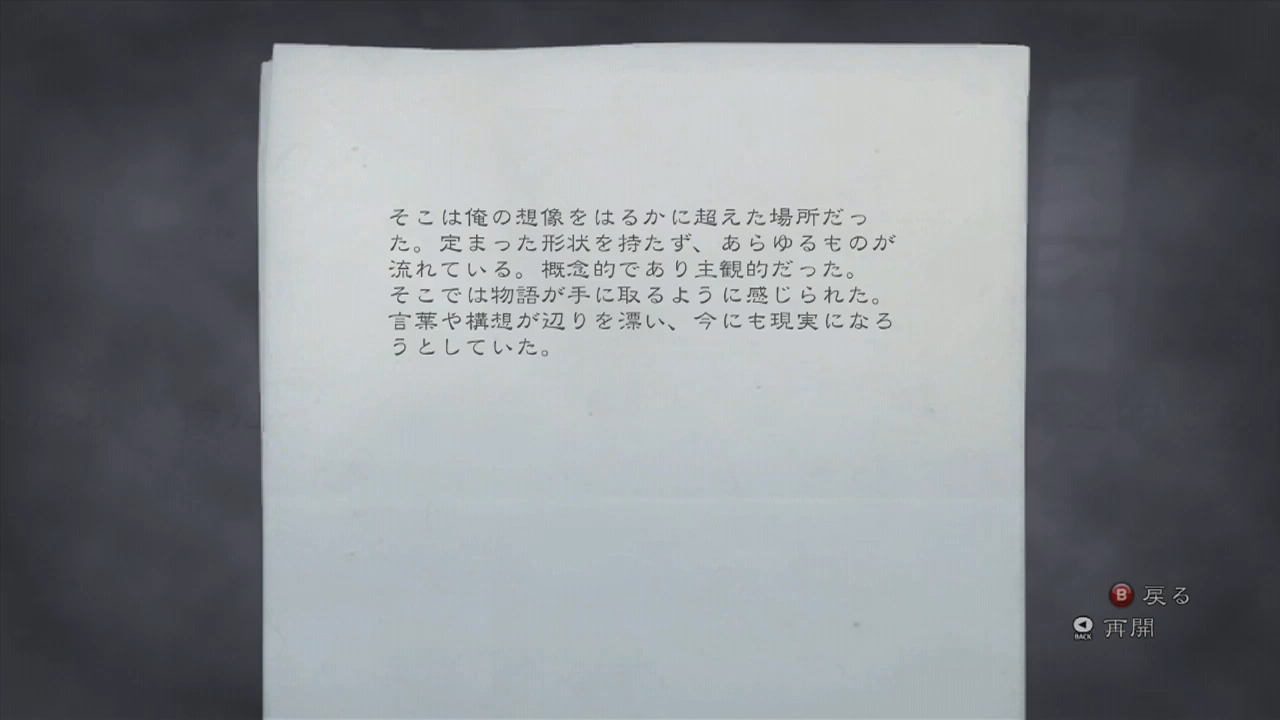 そこは俺の想像をはるかに超えた場所だっ
た。定まった形状を持たず、あらゆるものが
流れている。概念的であり主観的だった。
そこでは物語が手に取るように感じられた。
言葉や構想が辺りを漂い、今にも現実になろ
うとしていた。
B 戻る
BACK 再開